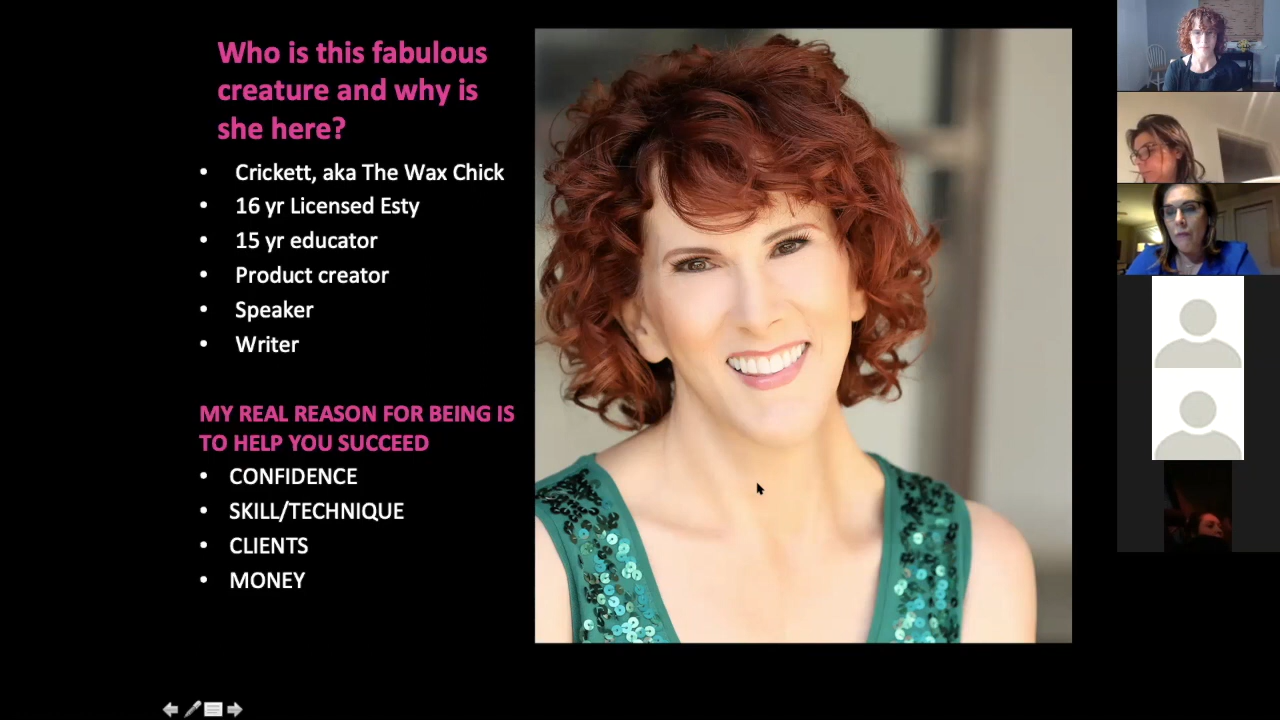 Who is this fabulous
creature and why is
she here?
• Crickett, aka The Wax Chick
• 16 yr Licensed Esty
• 15 yr educator
• Product creator
• Speaker
• Writer
MY REAL REASON FOR BEING IS
TO HELP YOU SUCCEED
• CONFIDENCE
• SKILL/TECHNIQUE
• CLIENTS
• MONEY